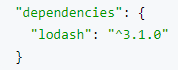 "dependencies": {
  "lodash": "^3.1.0"
}